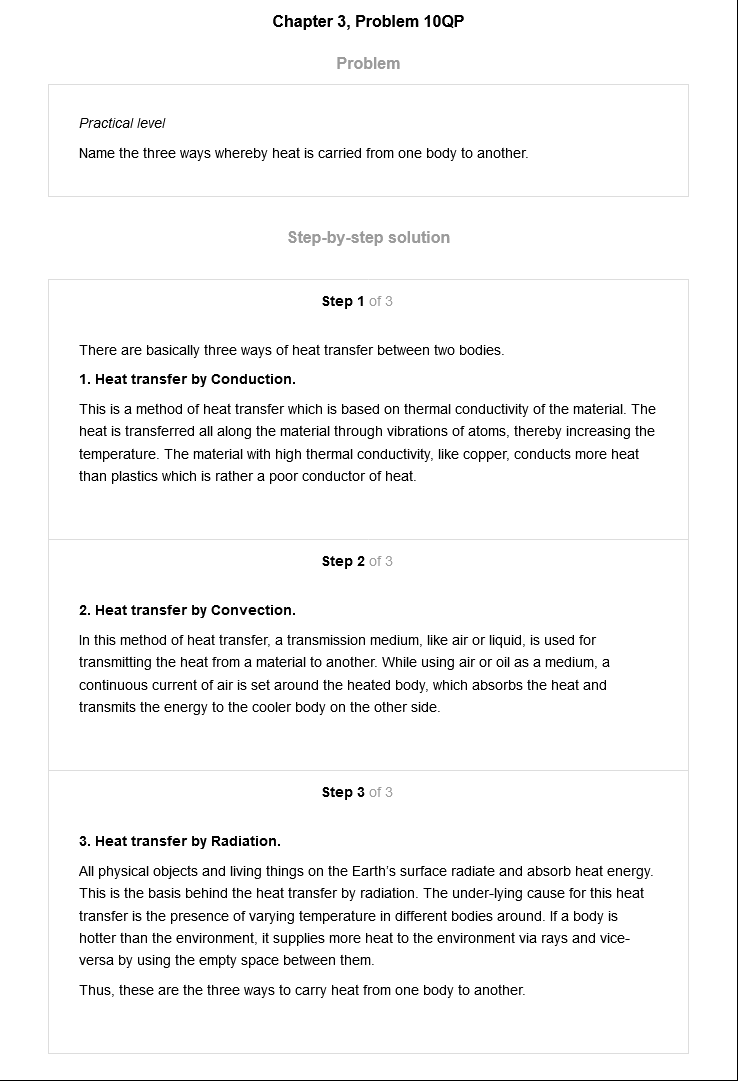 Chapter 3, Problem 10QP
Problem
Practical level
Name the three ways whereby heat is carried from one body to another.
Step-by-step solution
Step 1 of 3
There are basically three ways of heat transfer between two bodies.
1. Heat transfer by Conduction.
This is a method of heat transfer which is based on thermal conductivity of the material. The
heat is transferred all along the material through vibrations of atoms, thereby increasing the
temperature. The material with high thermal conductivity, like copper, conducts more heat
than plastics which is rather a poor conductor of heat.
Step 2 of 3
2. Heat transfer by Convection.
In this method of heat transfer, a transmission medium, like air or liquid, is used for
transmitting the heat from a material to another. While using air or oil as a medium, a
continuous current of air is set around the heated body, which absorbs the heat and
transmits the energy to the cooler body on the other side.
Step 3 of 3
3. Heat transfer by Radiation.
All physical objects and living things on the Earth's surface radiate and absorb heat energy.
This is the basis behind the heat transfer by radiation. The under-lying cause for this heat
transfer is the presence of varying temperature in different bodies around. If a body is
hotter than the environment, it supplies more heat to the environment via rays and vice-
versa by using the empty space between them.
Thus, these are the three ways to carry heat from one body to another.